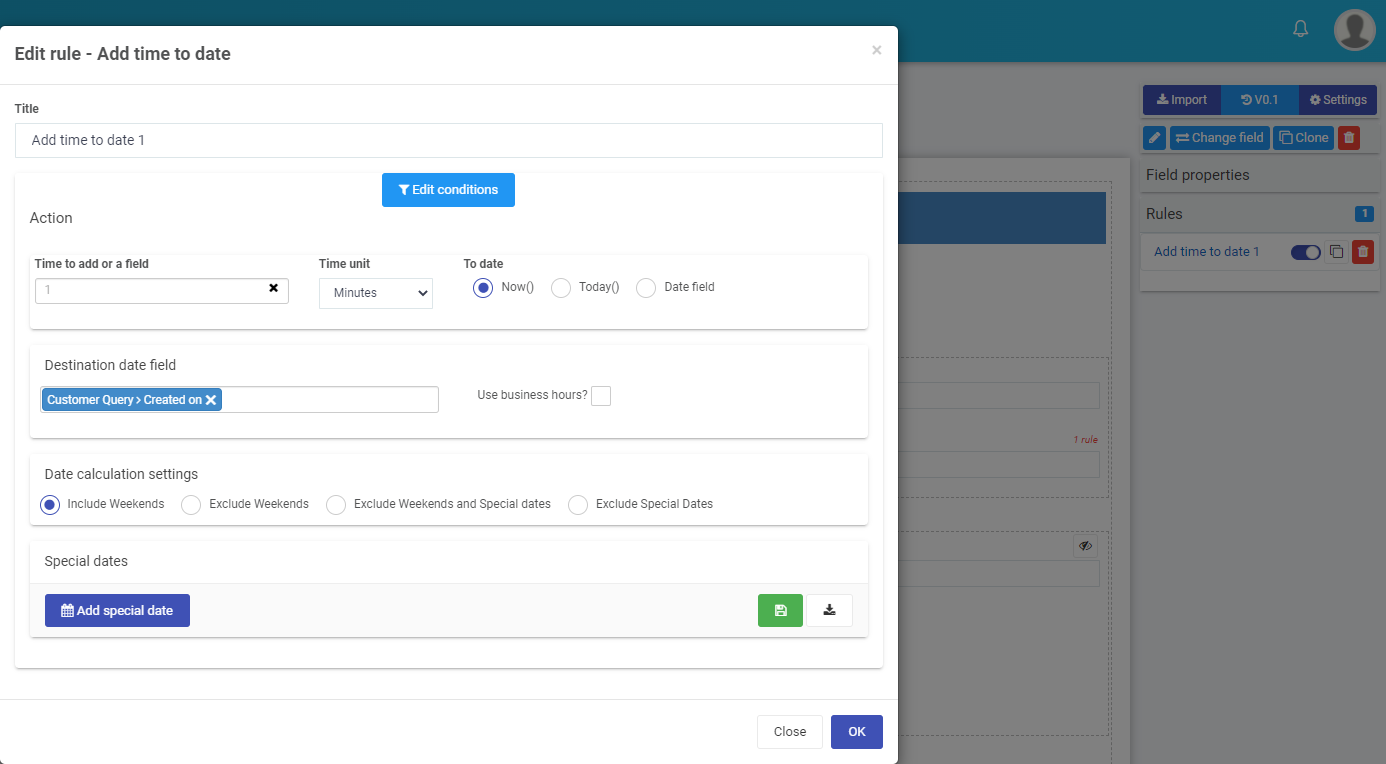 Edit rule - Add time to date
×
Title
Add time to date 1
Edit conditions
Action
Time to add or a field
Time unit
To date
1
Minutes
Now()
Today()
Date field
Destination date field
Customer Query > Created on
Use business hours?
Date calculation settings
Include Weekends
Exclude Weekends
Exclude Weekends and Special dates
Exclude Special Dates
Special dates
Add special date
Close
OK
Import
V0.1
Settings
Change field
Clone
Field properties
Rules
1
Add time to date 1
1 rule